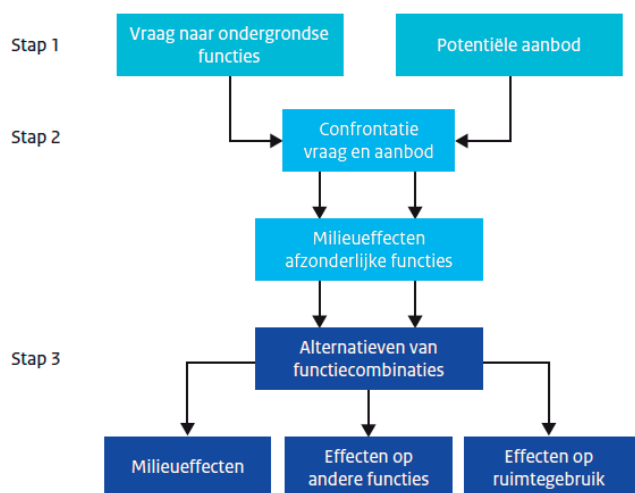 Stap 1
Vraag naar ondergrondse
functies
Potentiële aanbod
Stap 2
Confrontatie
vraag en aanbod
Milieueffecten
afzonderlijke functies
Stap 3
Alternatieven van
functiecombinaties
Milieueffecten
Effecten op
andere functies
Effecten op
ruimtegebruik